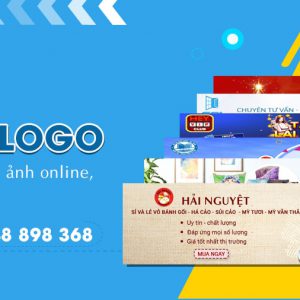 LOGO
ảnh online,
8 898 368
CHUYÊN TƯ VẤN -
HEY
CLUB
HẢI NGUYỆT
SỈ VÀ LẺ VỎ BÁNH GỐI - HÁ CẢO - SỦI CẢO - MỲ TƯƠI - MỲ VẰN THẮ
Uy tín - chất lượng
Đáp ứng mọi số lượng
Giá tốt nhất thị trường
MUA NGAY